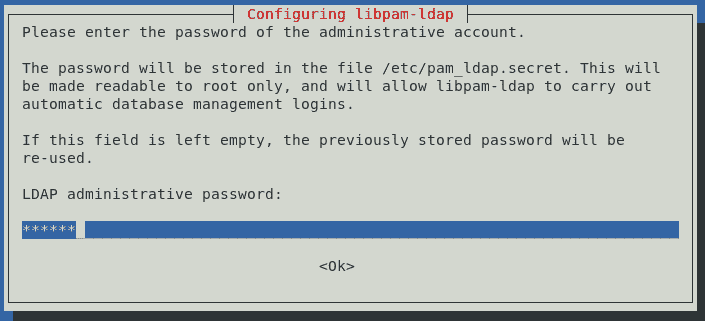 Configuring libpam-ldap
Please enter the password of the administrative account.
The password will be stored in the file /etc/pam_ldap.secret. This will
be made readable to root only, and will allow libpam-ldap to carry out
automatic database management logins.
If this field is left empty, the previously stored password will be
re-used.
LDAP administrative password:
******
<Ok>